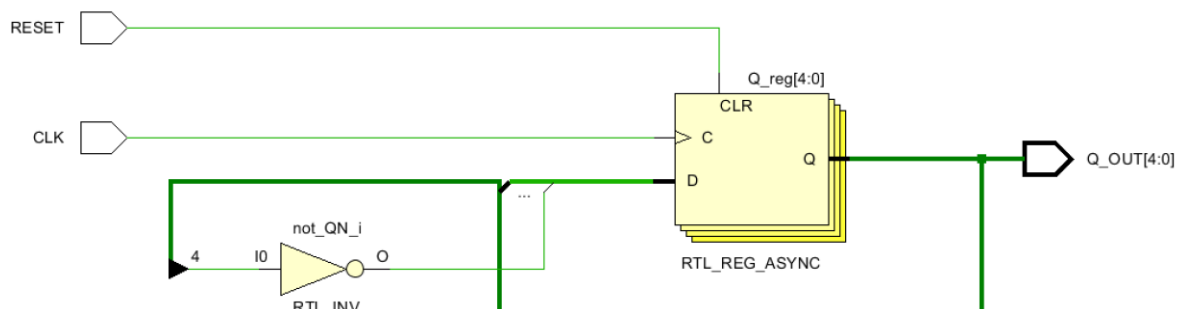 RESET
Q_reg[4:0]
CLR
CLK
C
Q
Q_OUT[4:0]
D
...
not_QN_i
4
I0
O
RTL_REG_ASYNC
RTL_INV